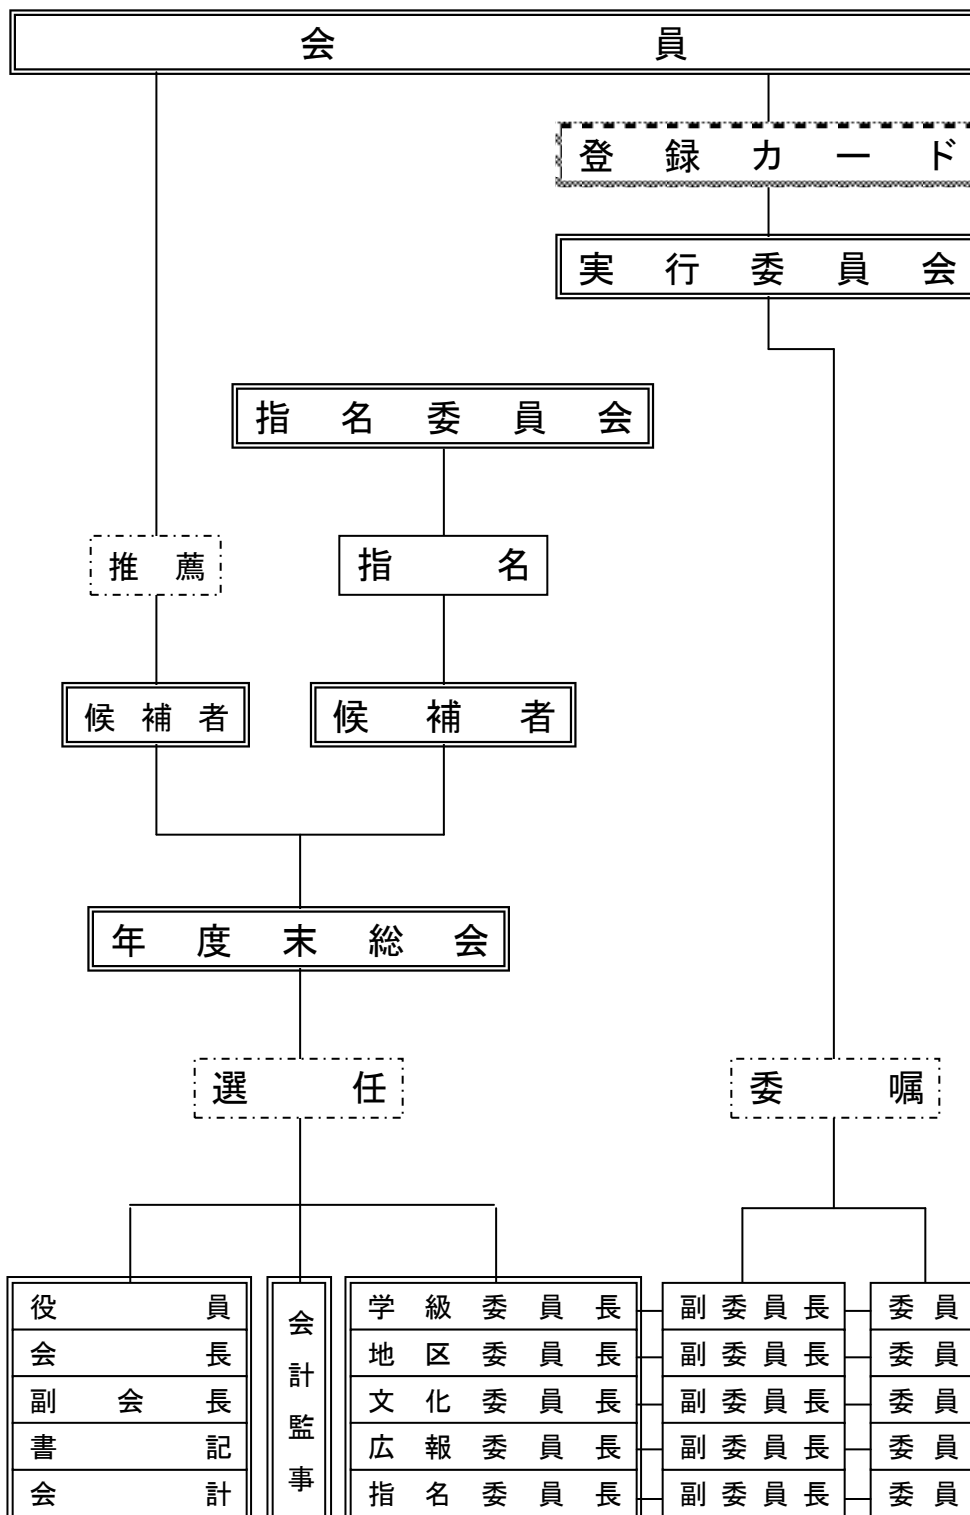 会員
登録カード
実行委員会
指名委員会
推薦
指名
候補者
候補者
年度末総会
選任
委嘱
役員
会長
副会長
書記
会計
会計監事
学級委員長
副委員長
委員
地区委員長
副委員長
委員
文化委員長
副委員長
委員
広報委員長
副委員長
委員
指名委員長
副委員長
委員